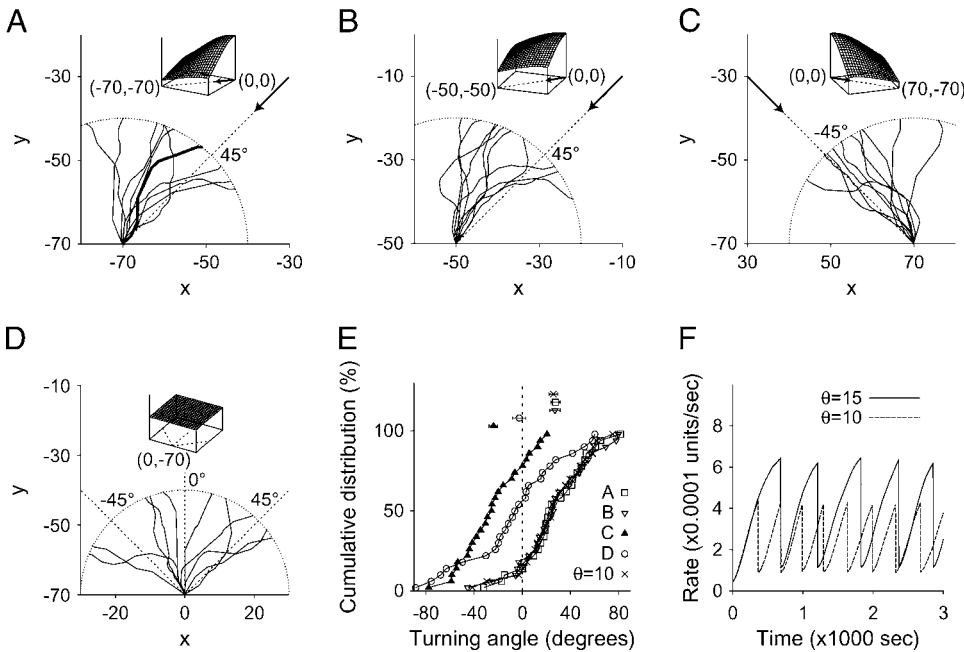 A
B
C
-30
(-70,-70)
(0,0)
y
-50
45°
-70
-70
-50
-30
x
-10
(-50,-50)
(0,0)
y
-30
45°
-50
-50
-30
-10
x
-30
(0,0)
(70,-70)
y
-45°
-50
-70
30
50
70
x
D
E
F
-10
-30
(0,-70)
0°
y
-50
-45°
45°
-70
-20
0
20
x
Cumulative distribution (%)
100
50
0
A
B
C
D
θ=10
-80
-40
0
40
80
Turning angle (degrees)
Rate (x0.0001 units/sec)
θ=15
θ=10
8
6
4
2
0
0
1
2
3
Time (x1000 sec)